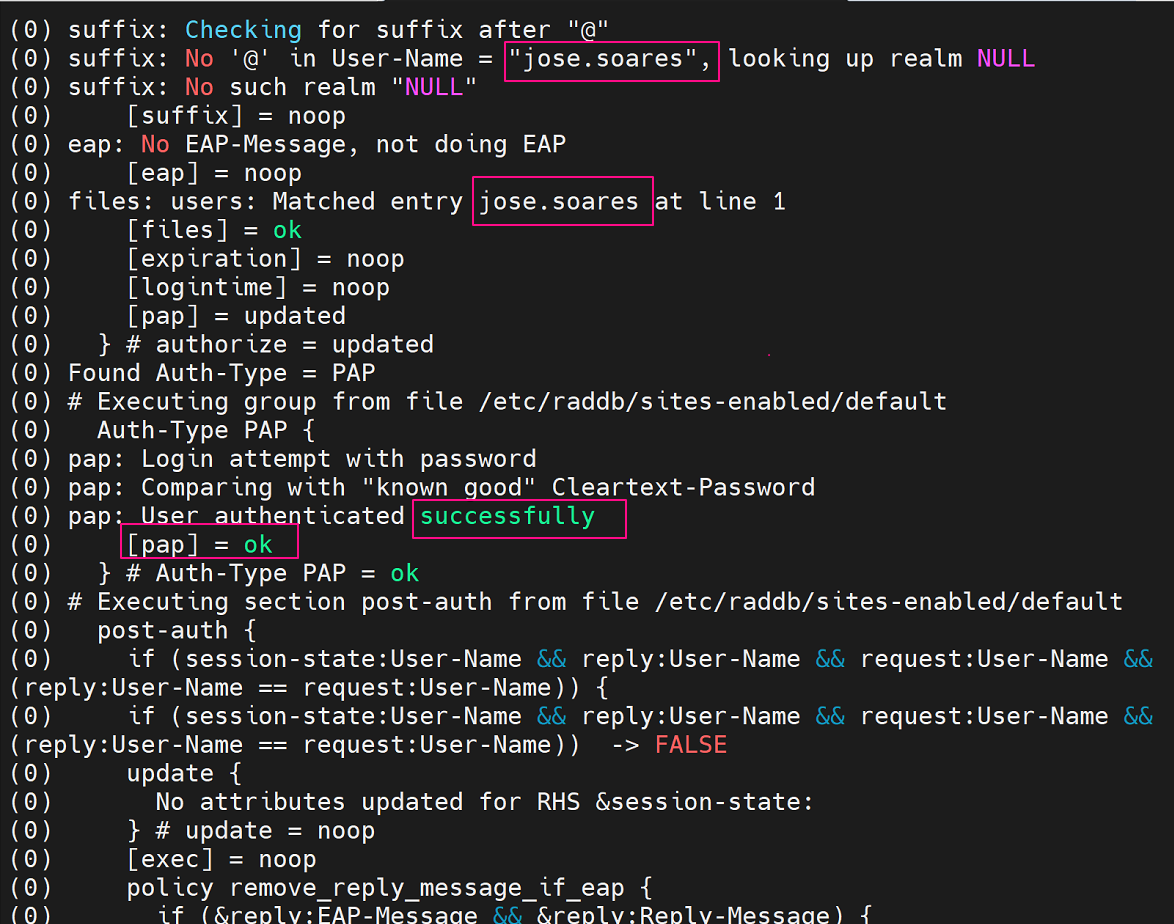 (0) suffix: Checking for suffix after "@"
(0) suffix: No '@' in User-Name = "jose.soares", looking up realm NULL
(0) suffix: No such realm "NULL"
(0)     [suffix] = noop
(0) eap: No EAP-Message, not doing EAP
(0)     [eap] = noop
(0) files: users: Matched entry jose.soares at line 1
(0)     [files] = ok
(0)     [expiration] = noop
(0)     [logintime] = noop
(0)     [pap] = updated
(0)   } # authorize = updated
(0) Found Auth-Type = PAP
(0) # Executing group from file /etc/raddb/sites-enabled/default
(0)   Auth-Type PAP {
(0) pap: Login attempt with password
(0) pap: Comparing with "known good" Cleartext-Password
(0) pap: User authenticated successfully
(0)     [pap] = ok
(0)   } # Auth-Type PAP = ok
(0) # Executing section post-auth from file /etc/raddb/sites-enabled/default
(0)   post-auth {
(0)     if (session-state:User-Name && reply:User-Name && request:User-Name &&
(reply:User-Name == request:User-Name)) {
(0)     if (session-state:User-Name && reply:User-Name && request:User-Name &&
(reply:User-Name == request:User-Name))  -> FALSE
(0)     update {
(0)       No attributes updated for RHS &session-state:
(0)     } # update = noop
(0)     [exec] = noop
(0)     policy remove_reply_message_if_eap {
(0)       if (&reply:EAP-Message && &reply:Reply-Message) {